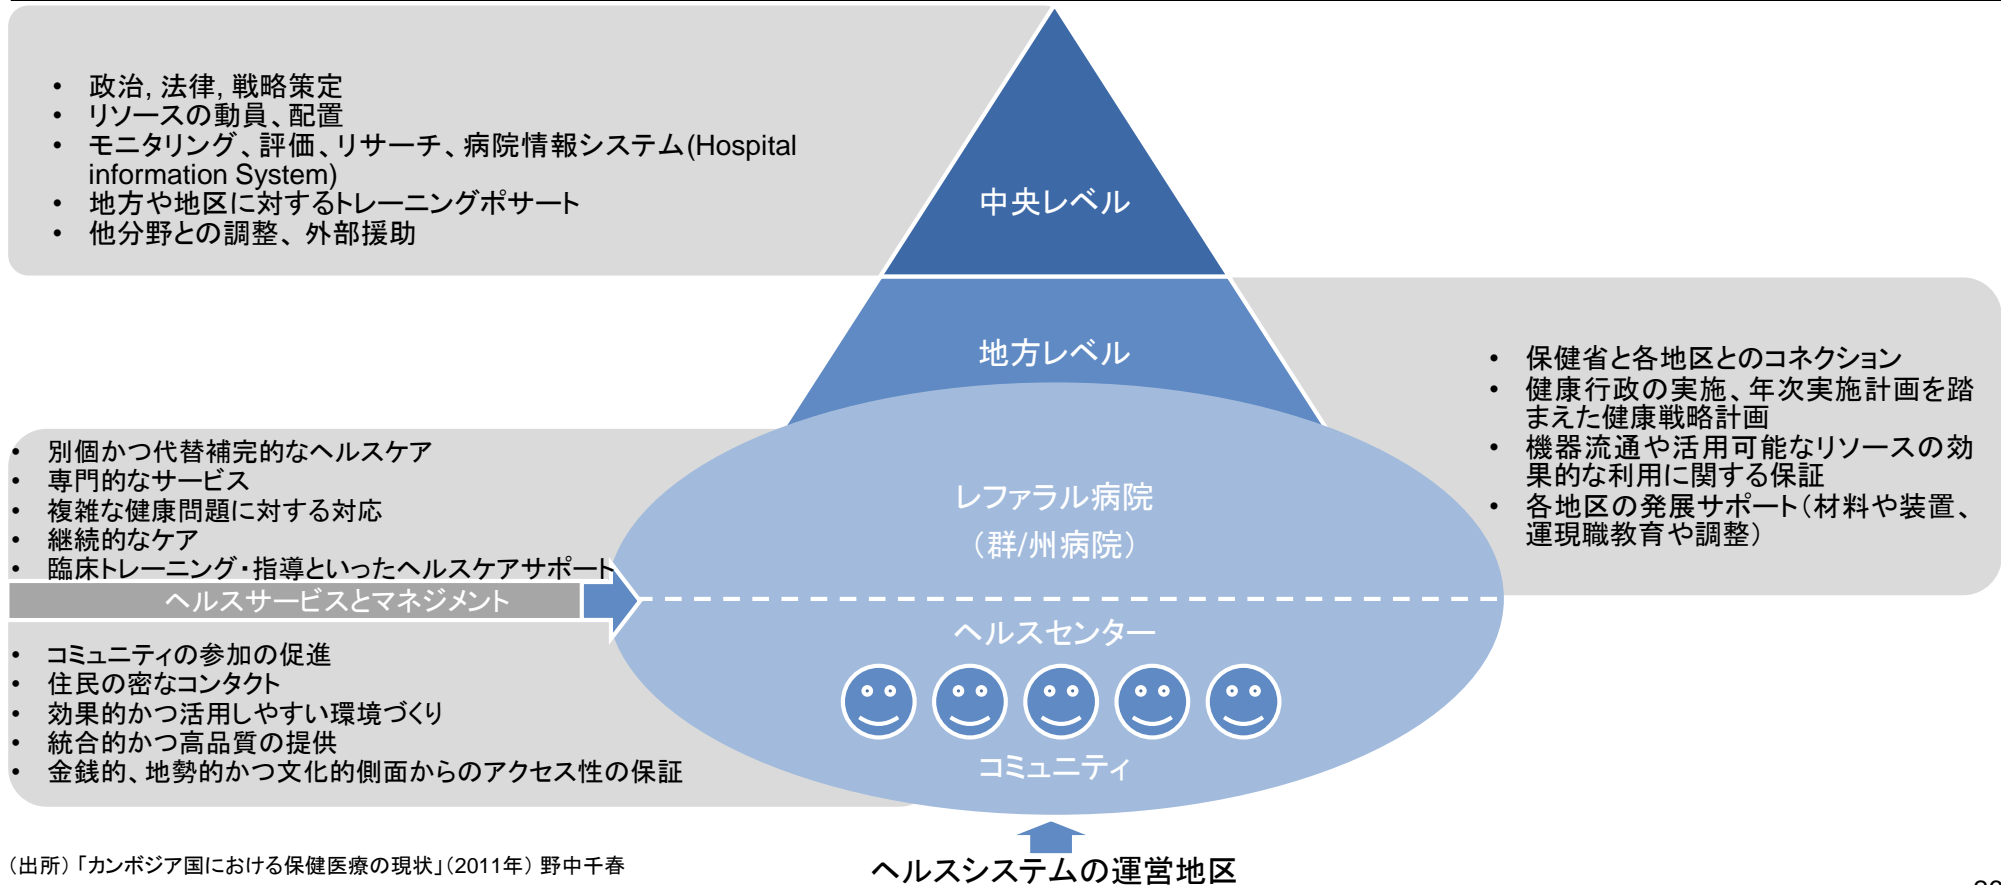 • 政治, 法律, 戦略策定
• リソースの動員、配置
• モニタリング、評価、リサーチ、病院情報システム(Hospital
information System)
• 地方や地区に対するトレーニングポサート
• 他分野との調整、外部援助
中央レベル
地方レベル
• 保健省と各地区とのコネクション
• 健康行政の実施、年次実施計画を踏
まえた健康戦略計画
• 機器流通や活用可能なリソースの効
果的な利用に関する保証
• 各地区の発展サポート（材料や装置、
運現職教育や調整）
• 別個かつ代替補完的なヘルスケア
• 専門的なサービス
• 複雑な健康問題に対する対応
• 継続的なケア
• 臨床トレーニング・指導といったヘルスケアサポート
レファラル病院
（群/州病院）
ヘルスサービスとマネジメント
ヘルスセンター
コミュニティ
• コミュニティの参加の促進
• 住民の密なコンタクト
• 効果的かつ活用しやすい環境づくり
• 統合的かつ高品質の提供
• 金銭的、地勢的かつ文化的側面からのアクセス性の保証
ヘルスシステムの運営地区
（出所）「カンボジア国における保健医療の現状」（2011年） 野中千春